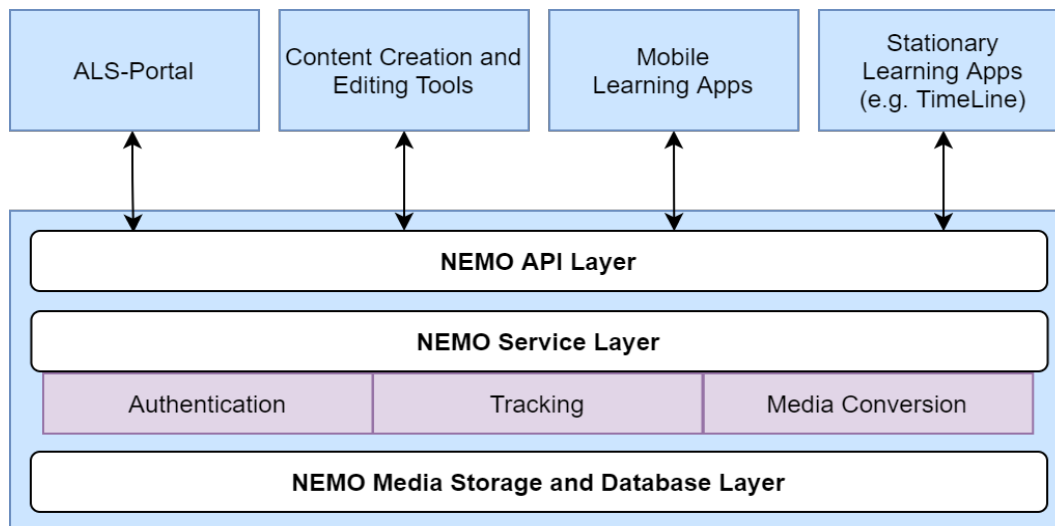 ALS-Portal
Content Creation and
Editing Tools
Mobile
Learning Apps
Stationary
Learning Apps
(e.g. TimeLine)
NEMO API Layer
NEMO Service Layer
Authentication
Tracking
Media Conversion
NEMO Media Storage and Database Layer